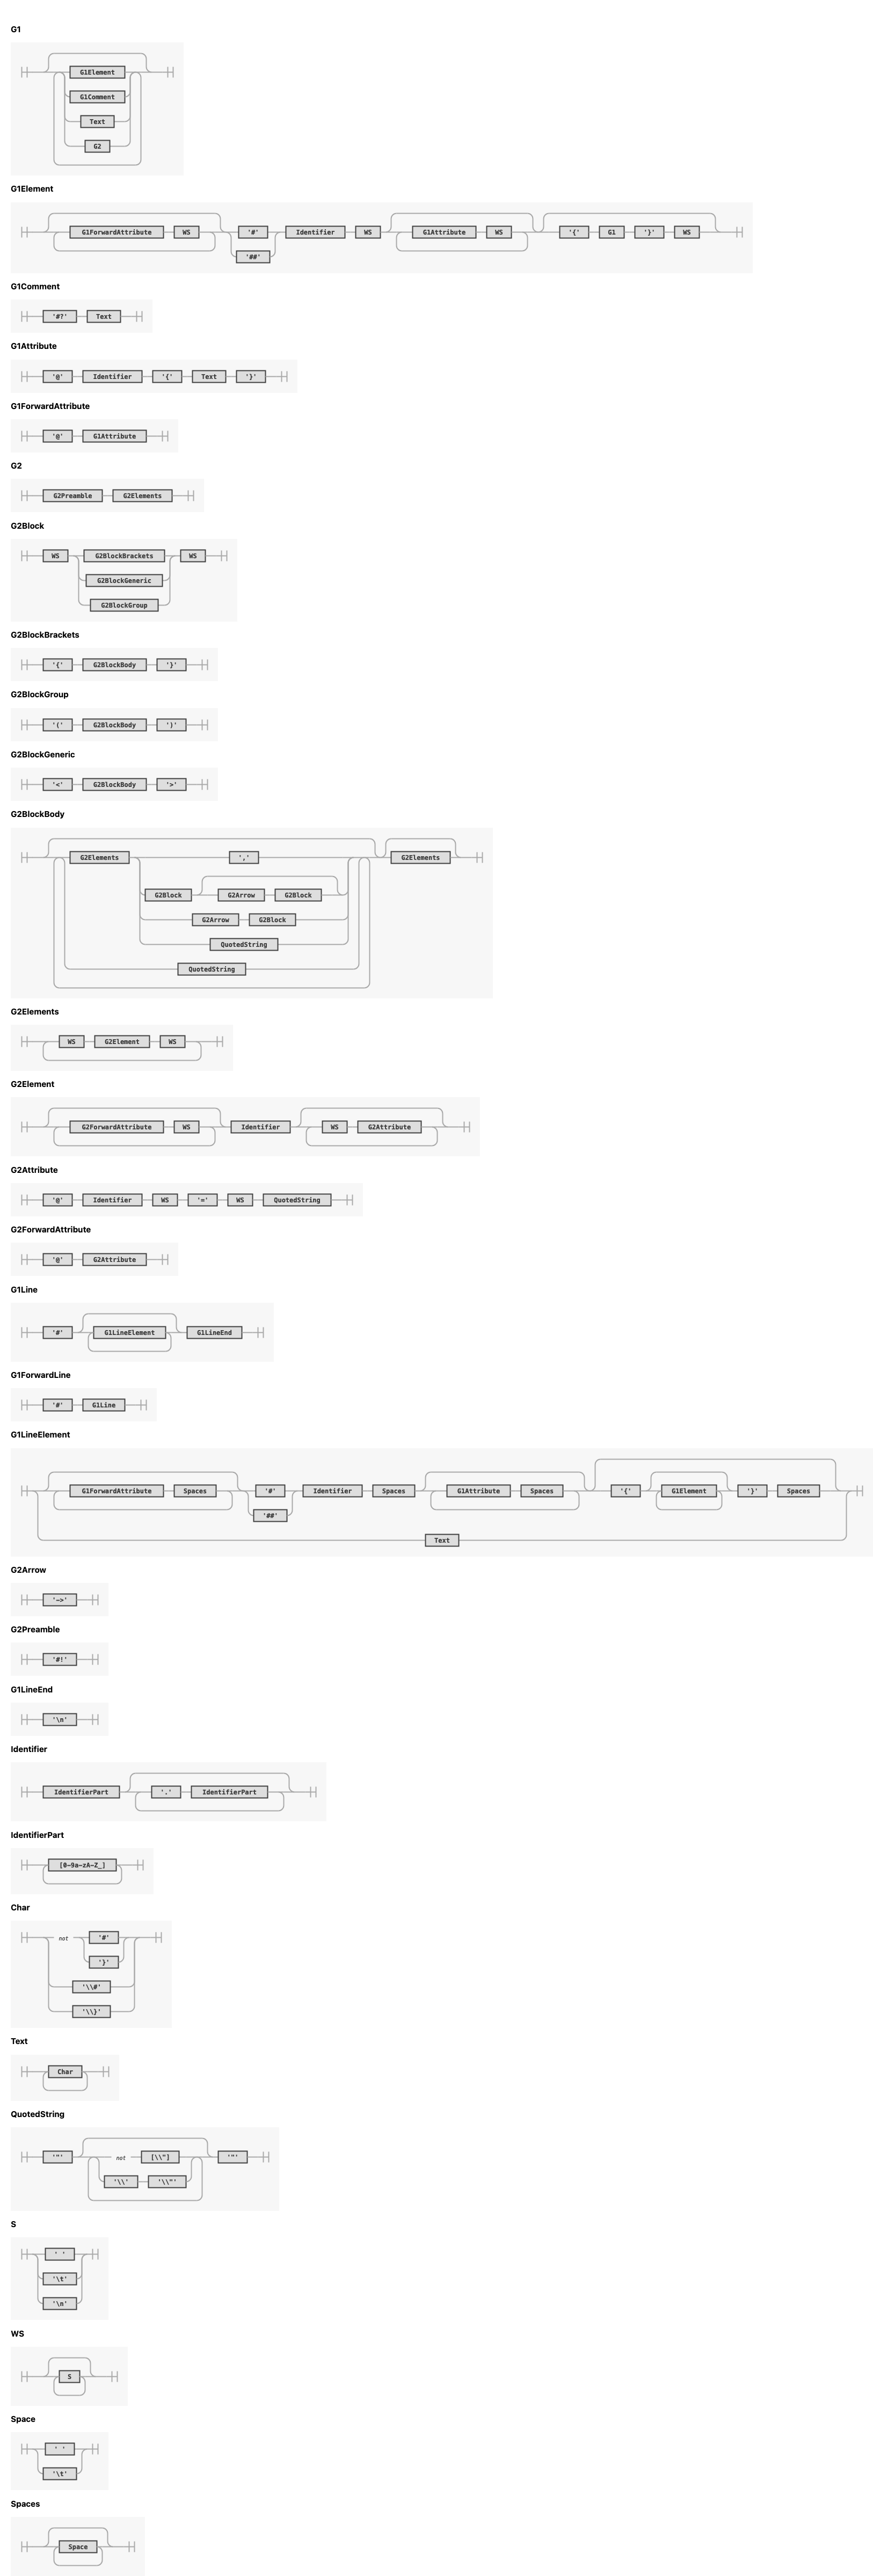 G1
G1Element
G1Comment
Text
G2
G1Element
G1ForwardAttribute WS '#' Identifier WS G1Attribute WS '{' G1 '}' WS
'##'
G1Comment
'#?' Text
G1Attribute
'@' Identifier '{' Text '}'
G1ForwardAttribute
'@' G1Attribute
G2
G2Preamble G2Elements
G2Block
WS G2BlockBrackets WS
G2BlockGeneric
G2BlockGroup
G2BlockBrackets
'{' G2BlockBody '}'
G2BlockGroup
'(' G2BlockBody ')'
G2BlockGeneric
'<' G2BlockBody '>'
G2BlockBody
G2Elements ',' G2Elements
G2Block G2Arrow G2Block
G2Arrow G2Block
QuotedString
QuotedString
G2Elements
WS G2Element WS
G2Element
G2ForwardAttribute WS Identifier WS G2Attribute
G2Attribute
'@' Identifier WS '=' WS QuotedString
G2ForwardAttribute
'@' G2Attribute
G1Line
'#' G1LineElement G1LineEnd
G1ForwardLine
'#' G1Line
G1LineElement
G1ForwardAttribute Spaces '#' Identifier Spaces G1Attribute Spaces '{' G1Element '}' Spaces
'##'
Text
G2Arrow
'->'
G2Preamble
'#!'
G1LineEnd
'\n'
Identifier
IdentifierPart '.' IdentifierPart
IdentifierPart
[0-9a-zA-Z_]
Char
not '#'
'}'
'\\#'
'\\}'
Text
Char
QuotedString
'"' not [\\"] '"'
'\\' '\\"'
S
' '
'\t'
'\n'
WS
S
Space
' '
'\t'
Spaces
Space